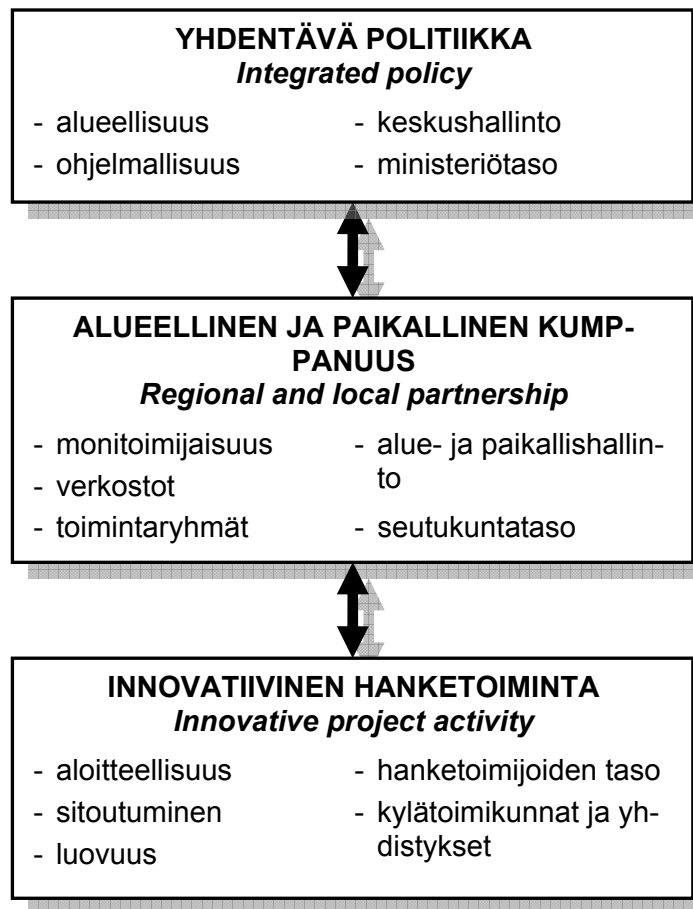 YHDENTÄVÄ POLITIIKKA
Integrated policy
- alueellisuus
- ohjelmallisuus
- keskushallinto
- ministeriötaso
ALUEELLINEN JA PAIKALLINEN KUMP-
PANUUS
Regional and local partnership
- monitoimijaisuus
- verkostot
- toimintaryhmät
- alue- ja paikallishallin-
to
- seutukuntataso
INNOVATIIVINEN HANKETOIMINTA
Innovative project activity
- aloitteellisuus
- sitoutuminen
- luovuus
- hanketoimijoiden taso
- kylätoimikunnat ja yh-
distykset